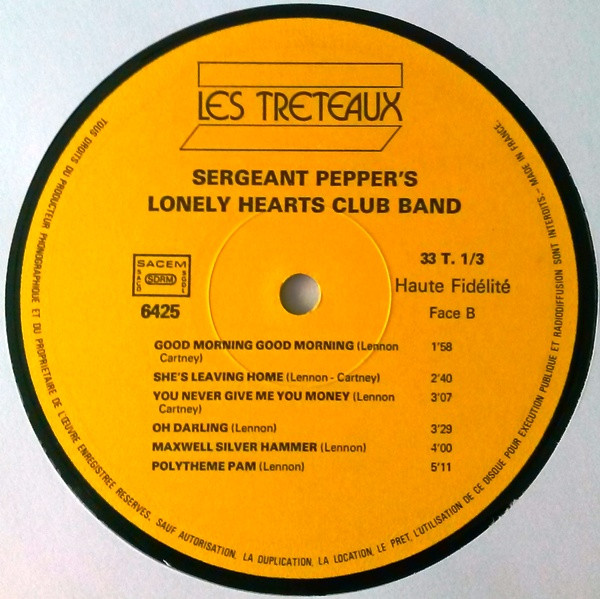 LES TRETEAUX
SERGEANT PEPPER'S
LONELY HEARTS CLUB BAND
SACEM
SACD
SDRM
SGDL
6425
33 T. 1/3
Haute Fidélité
Face B
GOOD MORNING GOOD MORNING (Lennon 1'58
Cartney)
SHE'S LEAVING HOME (Lennon - Cartney) 2'40
YOU NEVER GIVE ME YOU MONEY (Lennon 3'07
Cartney)
OH DARLING (Lennon) 3'29
MAXWELL SILVER HAMMER (Lennon) 4'00
POLYTHEME PAM (Lennon) 5'11
TOUS DROITS DU PRODUCTEUR PHONOGRAPHIQUE ET DU PROPRIETAIRE DE L'ŒUVRE ENREGISTREE RESERVES. SAUF AUTORISATION, LA DUPLICATION, LA LOCATION, LE PRET, L'UTILISATION DE CE DISQUE POUR EXECUTION PUBLIQUE ET RADIODIFFUSION SONT INTERDITS. - MADE IN FRANCE.